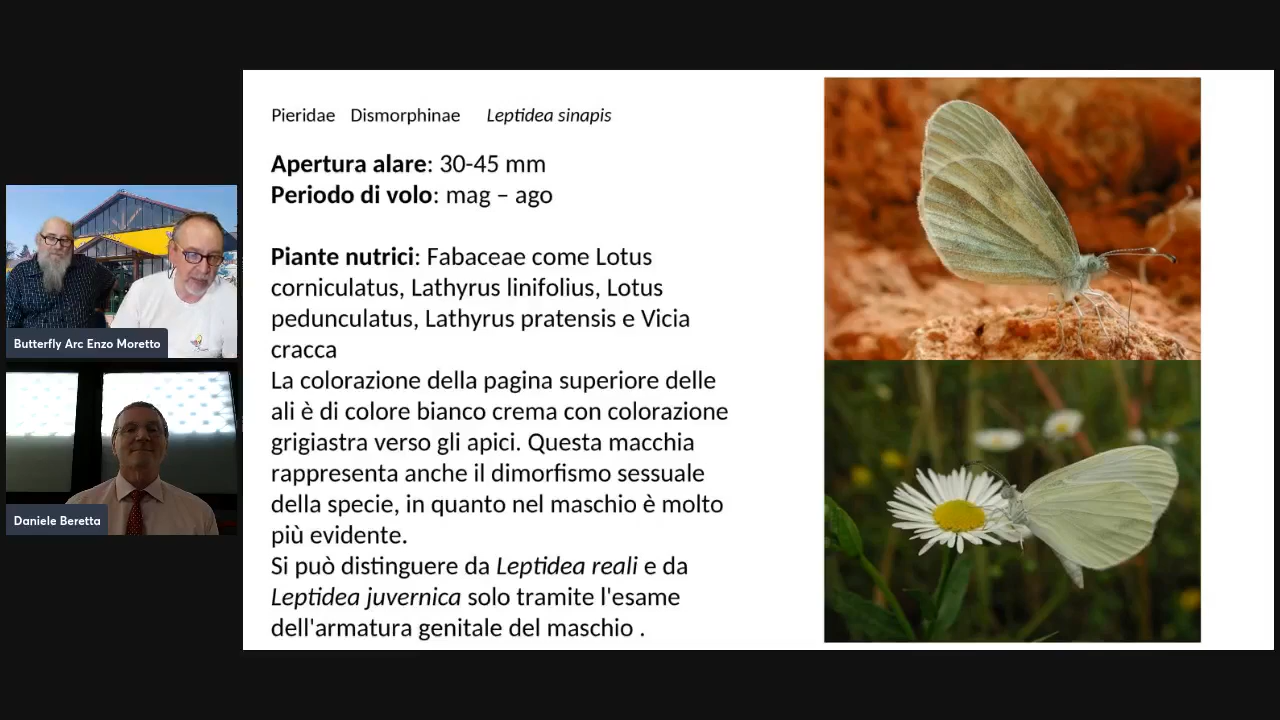 Pieridae Dismorphinae Leptidea sinapis
Apertura alare: 30-45 mm
Periodo di volo: mag – ago
Piante nutrici: Fabaceae come Lotus
corniculatus, Lathyrus linifolius, Lotus
pedunculatus, Lathyrus pratensis e Vicia
cracca
La colorazione della pagina superiore delle
ali è di colore bianco crema con colorazione
grigiastra verso gli apici. Questa macchia
rappresenta anche il dimorfismo sessuale
della specie, in quanto nel maschio è molto
più evidente.
Si può distinguere da Leptidea reali e da
Leptidea juvernica solo tramite l'esame
dell'armatura genitale del maschio .
Butterfly Arc Enzo Moretto
Daniele Beretta